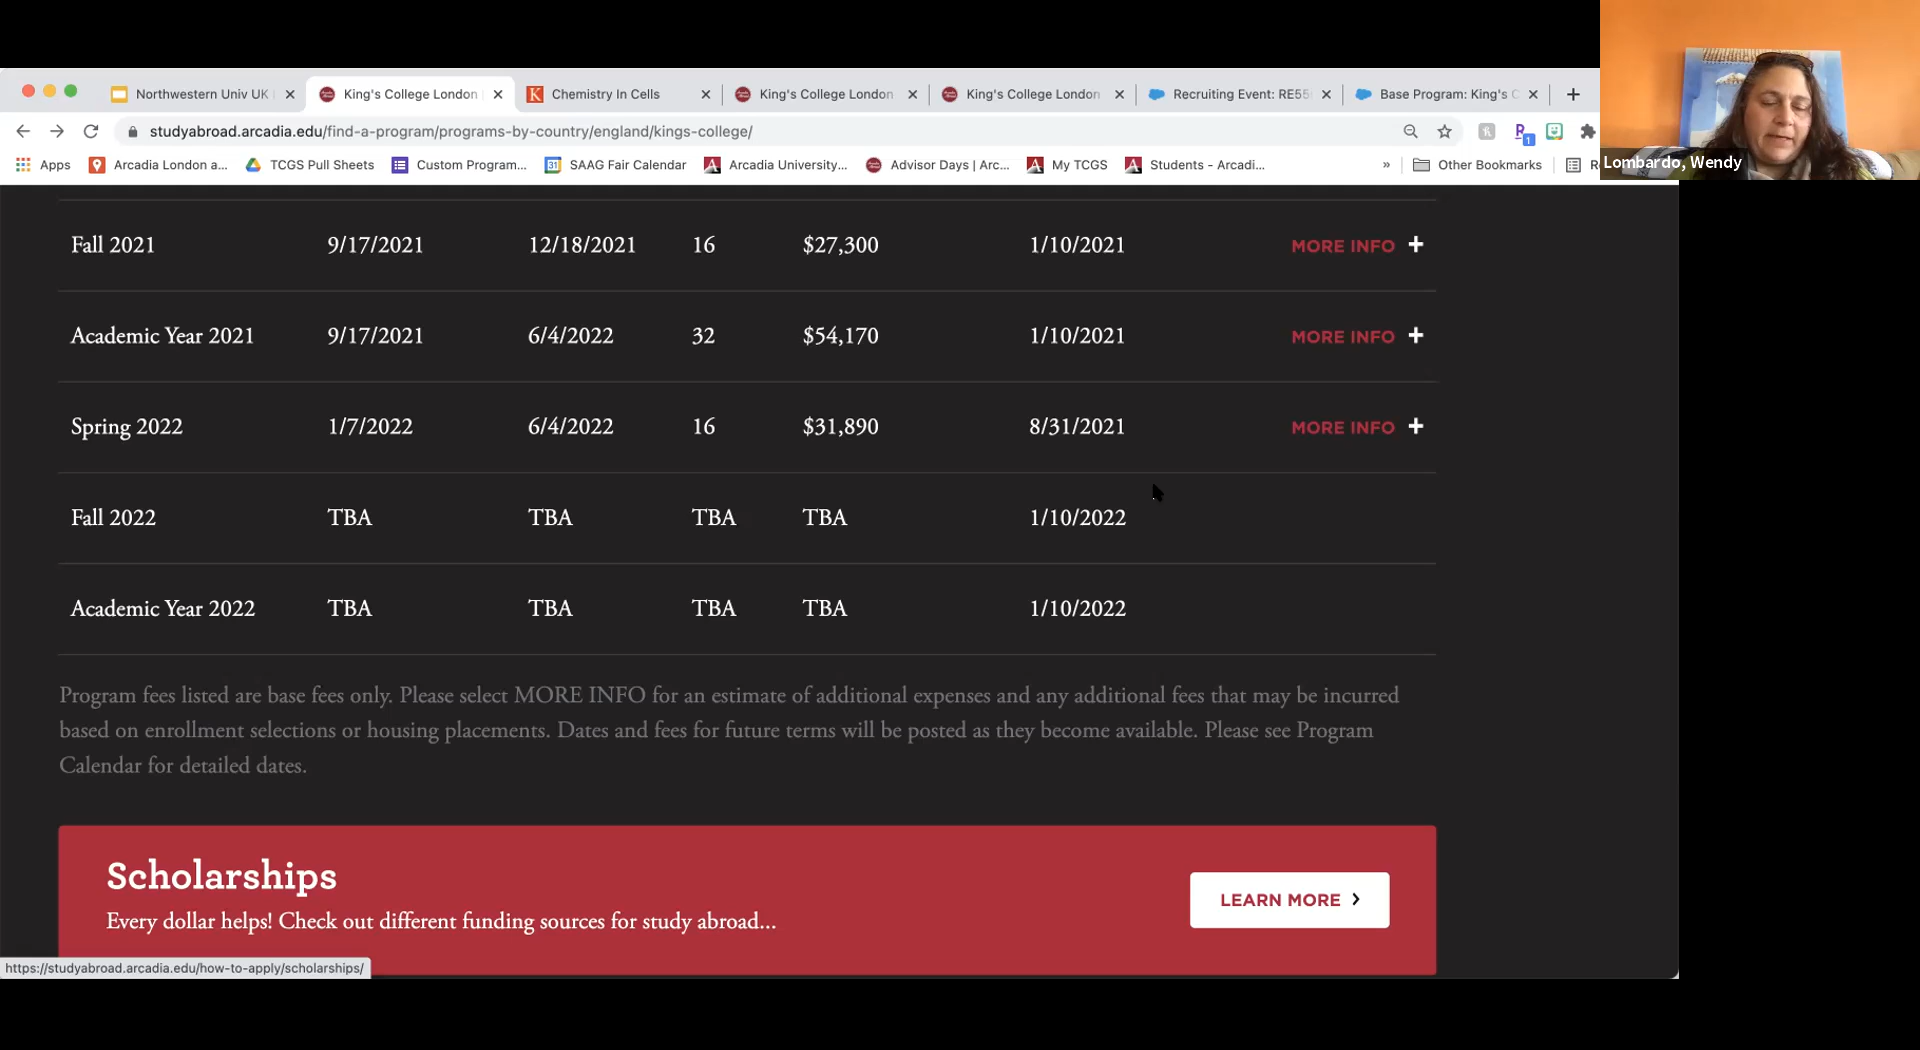 Northwestern Univ UK
King's College London
Chemistry In Cells
King's College London
King's College London
Recruiting Event: RE55
Base Program: King's C
studyabroad.arcadia.edu/find-a-program/programs-by-country/england/kings-college/
1
Apps
Arcadia London a...
TCGS Pull Sheets
Custom Program...
31
SAAG Fair Calendar
Arcadia University...
Advisor Days | Arc...
My TCGS
Students - Arcadi...
»
Other Bookmarks
Lombardo, Wendy
Fall 2021 9/17/2021 12/18/2021 16 $27,300 1/10/2021 MORE INFO +
Academic Year 2021 9/17/2021 6/4/2022 32 $54,170 1/10/2021 MORE INFO +
Spring 2022 1/7/2022 6/4/2022 16 $31,890 8/31/2021 MORE INFO +
Fall 2022 TBA TBA TBA TBA 1/10/2022
Academic Year 2022 TBA TBA TBA TBA 1/10/2022
Program fees listed are base fees only. Please select MORE INFO for an estimate of additional expenses and any additional fees that may be incurred
based on enrollment selections or housing placements. Dates and fees for future terms will be posted as they become available. Please see Program
Calendar for detailed dates.
Scholarships
Every dollar helps! Check out different funding sources for study abroad...
LEARN MORE >
https://studyabroad.arcadia.edu/how-to-apply/scholarships/